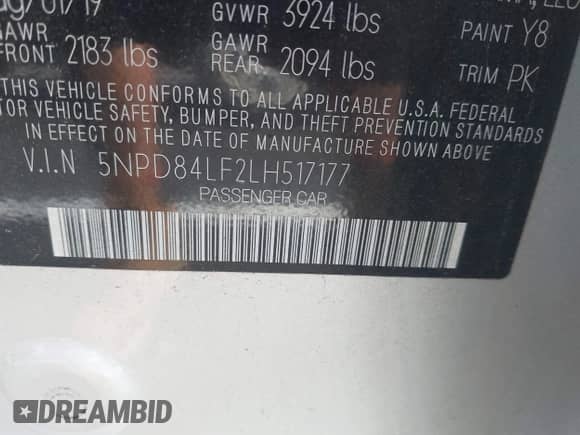 GVWR 3924 lbs
PAINT Y8
GAWR FRONT 2183 lbs
GAWR REAR. 2094 lbs
TRIM PK
THIS VEHICLE CONFORMS TO ALL APPLICABLE U.S.A. FEDERAL
MOTOR VEHICLE SAFETY, BUMPER, AND THEFT PREVENTION STANDARDS
IN EFFECT ON THE DATE OF MANUFACTURE SHOWN ABOVE
V.I.N 5NPD84LF2LH517177
PASSENGER CAR
DREAMBID